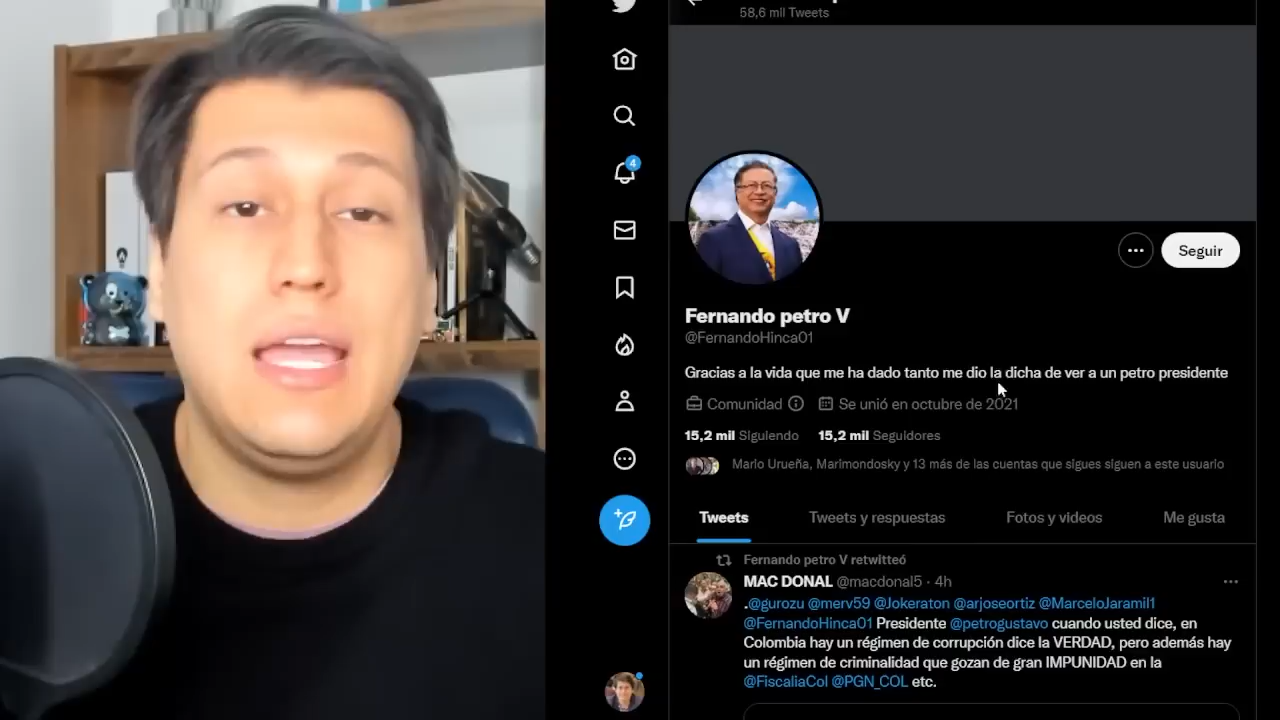 58,6 mil Tweets
4
Seguir
Fernando petro V
@FernandoHinca01
Gracias a la vida que me ha dado tanto me dio la dicha de ver a un petro presidente
Comunidad Se unió en octubre de 2021
15,2 mil Siguiendo 15,2 mil Seguidores
Mario Urueña, Marimondosky y 13 más de las cuentas que sigues siguen a este usuario
Tweets Tweets y respuestas Fotos y videos Me gusta
Fernando petro V retwitteó
MAC DONAL @macdonal5 · 4h
.@gurozu @merv59 @Jokeraton @arjoseortiz @MarceloJaramil1
@FernandoHinca01 Presidente @petrogustavo cuando usted dice, en
Colombia hay un régimen de corrupción dice la VERDAD, pero además hay
un régimen de criminalidad que gozan de gran IMPUNIDAD en la
@FiscaliaCol @PGN_COL etc.